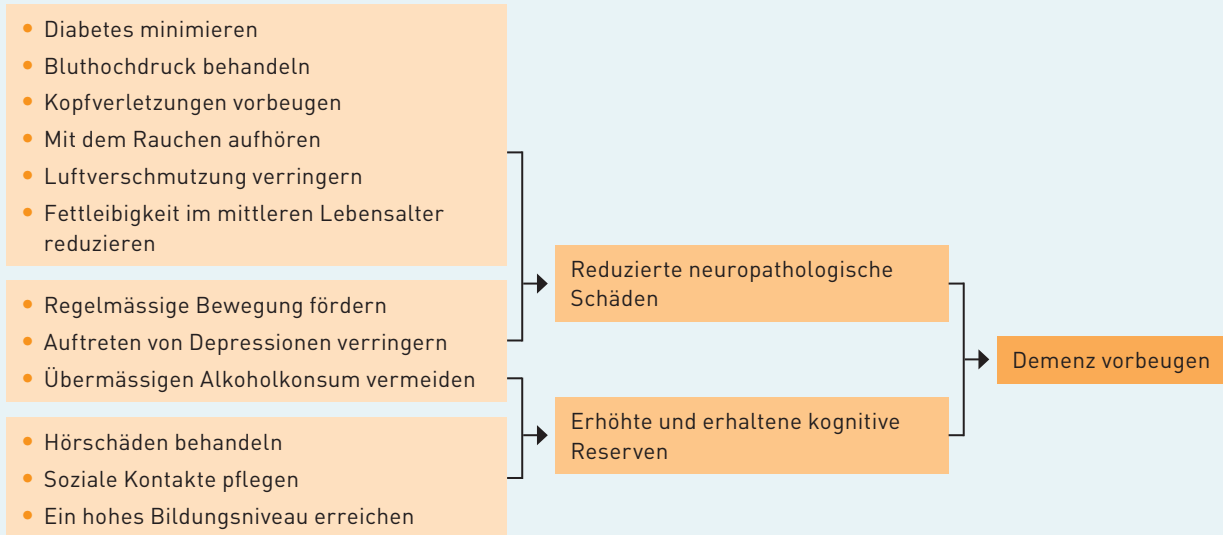 • Diabetes minimieren
• Bluthochdruck behandeln
• Kopfverletzungen vorbeugen
• Mit dem Rauchen aufhören
• Luftverschmutzung verringern
• Fettleibigkeit im mittleren Lebensalter
reduzieren
• Regelmässige Bewegung fördern
• Auftreten von Depressionen verringern
• Übermässigen Alkoholkonsum vermeiden
• Hörschäden behandeln
• Soziale Kontakte pflegen
• Ein hohes Bildungsniveau erreichen
Reduzierte neuropathologische
Schäden
Erhöhte und erhaltene kognitive
Reserven
Demenz vorbeugen